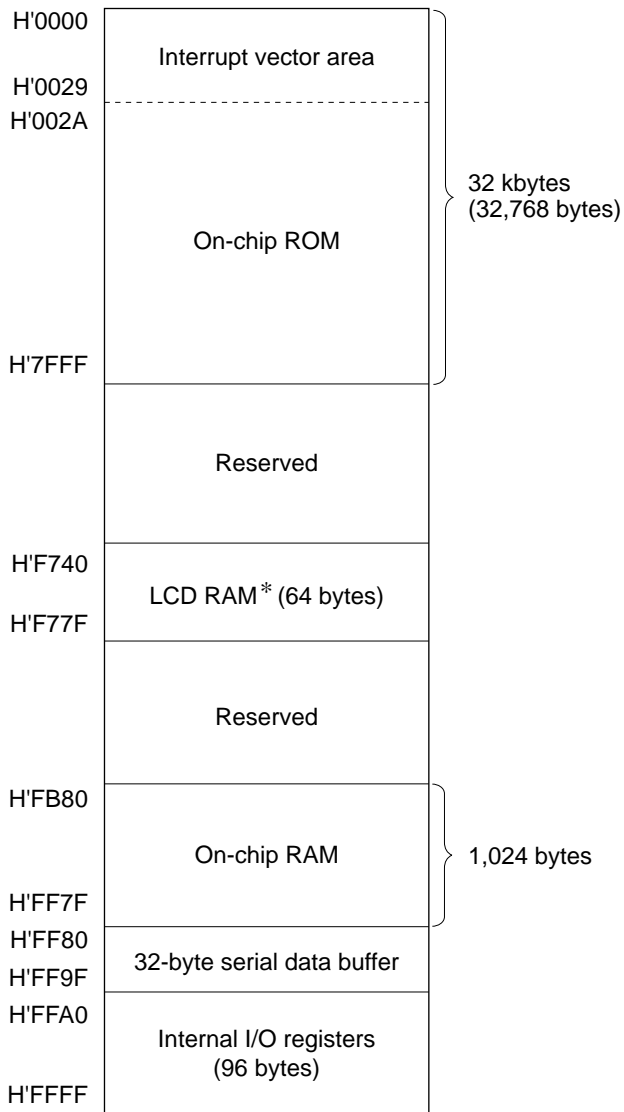 H'0000
Interrupt vector area
H'0029
H'002A
32 kbytes
(32,768 bytes)
On-chip ROM
H'7FFF
Reserved
H'F740
LCD RAM* (64 bytes)
H'F77F
Reserved
H'FB80
On-chip RAM
1,024 bytes
H'FF7F
H'FF80
32-byte serial data buffer
H'FF9F
H'FFA0
Internal I/O registers
(96 bytes)
H'FFFF